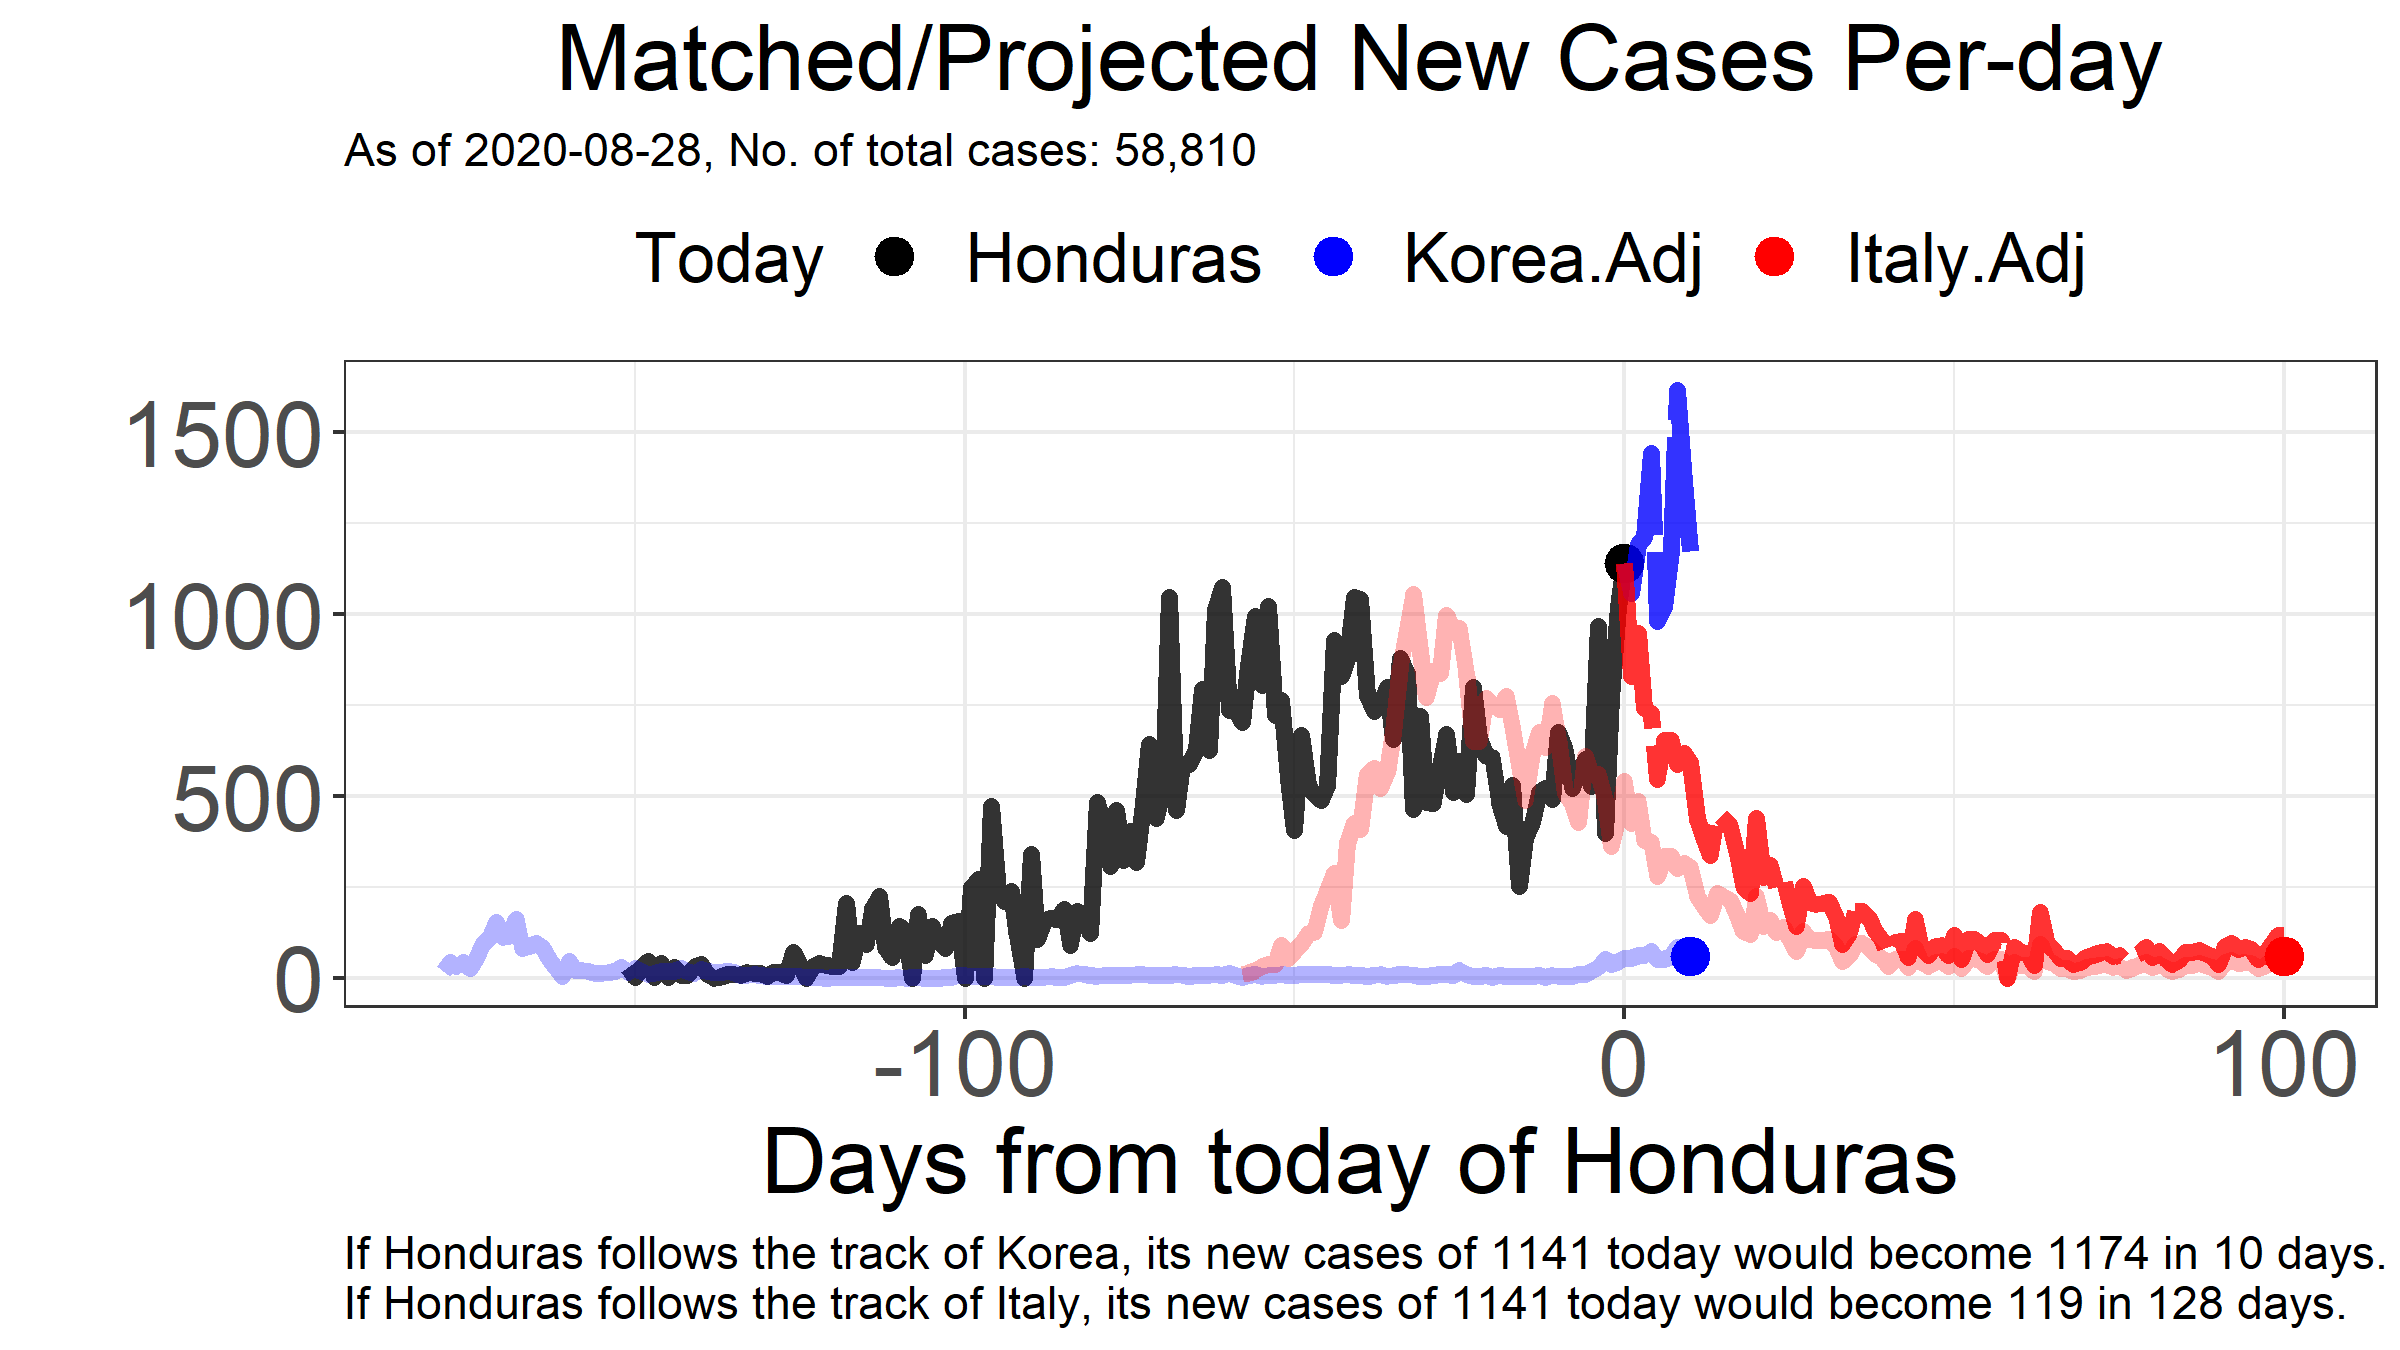 Matched/Projected New Cases Per-day
As of 2020-08-28, No. of total cases: 58,810
Today Honduras Korea.Adj Italy.Adj
1500
1000
500
0
-100 0 100
Days from today of Honduras
If Honduras follows the track of Korea, its new cases of 1141 today would become 1174 in 10 days.
If Honduras follows the track of Italy, its new cases of 1141 today would become 119 in 128 days.